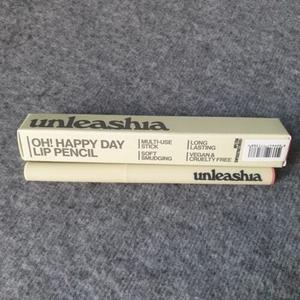 unleashia
OH! HAPPY DAY
LIP PENCIL
MULTI-USE
STICK
SOFT
SMUDGING
LONG
LASTING
VEGAN &
CRUELTY FREE
unleashia